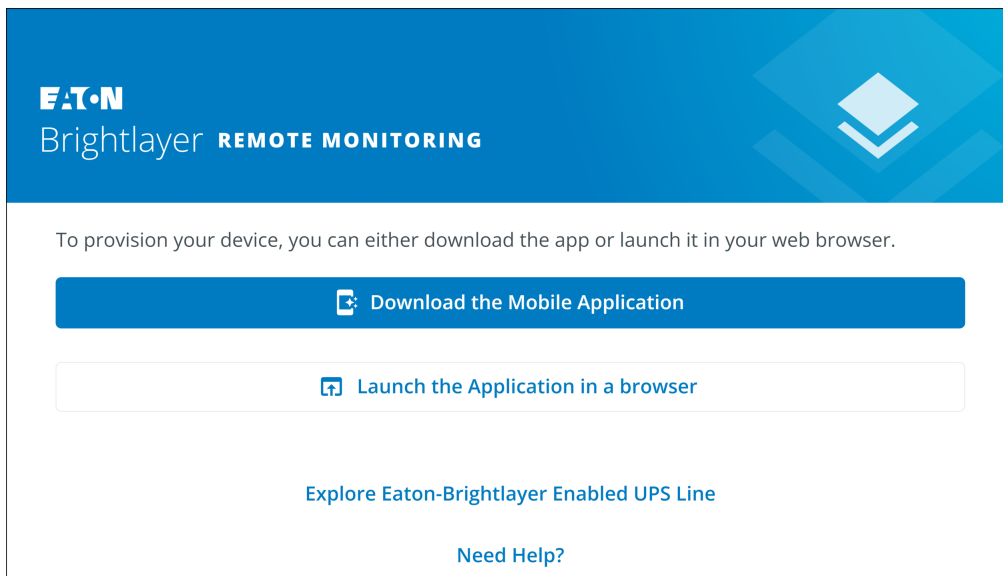 EATON
Brightlayer REMOTE MONITORING
To provision your device, you can either download the app or launch it in your web browser.
Download the Mobile Application
Launch the Application in a browser
Explore Eaton-Brightlayer Enabled UPS Line
Need Help?